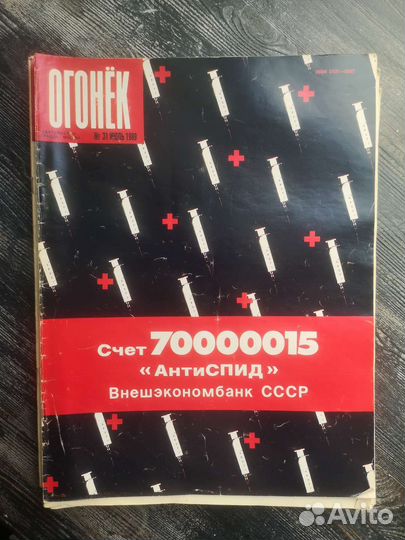 ОГОНЁК
№ 31 ИЮЛЬ 1989
Счет 70000015
«АнтиСПИД»
Внешэкономбанк СССР
Avito